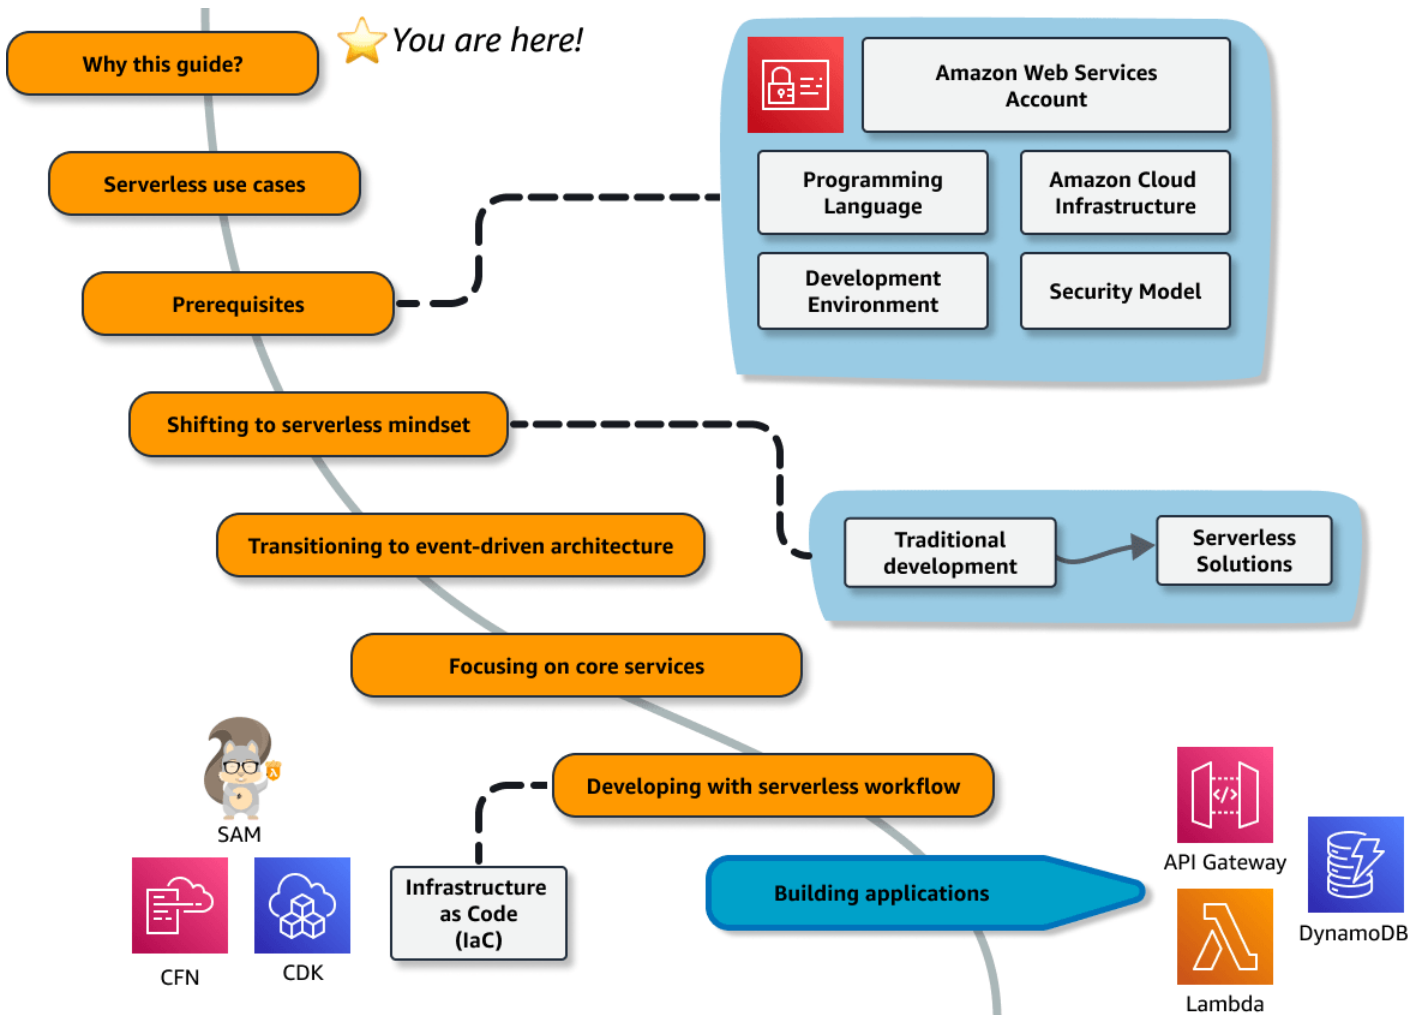 Why this guide?
You are here!
Amazon Web Services
Account
Serverless use cases
Programming
Language
Amazon Cloud
Infrastructure
Prerequisites
Development
Environment
Security Model
Shifting to serverless mindset
Transitioning to event-driven architecture
Traditional
development
Serverless
Solutions
Focusing on core services
Developing with serverless workflow
SAM
CFN
CDK
Infrastructure
as Code
(IaC)
Building applications
API Gateway
DynamoDB
Lambda